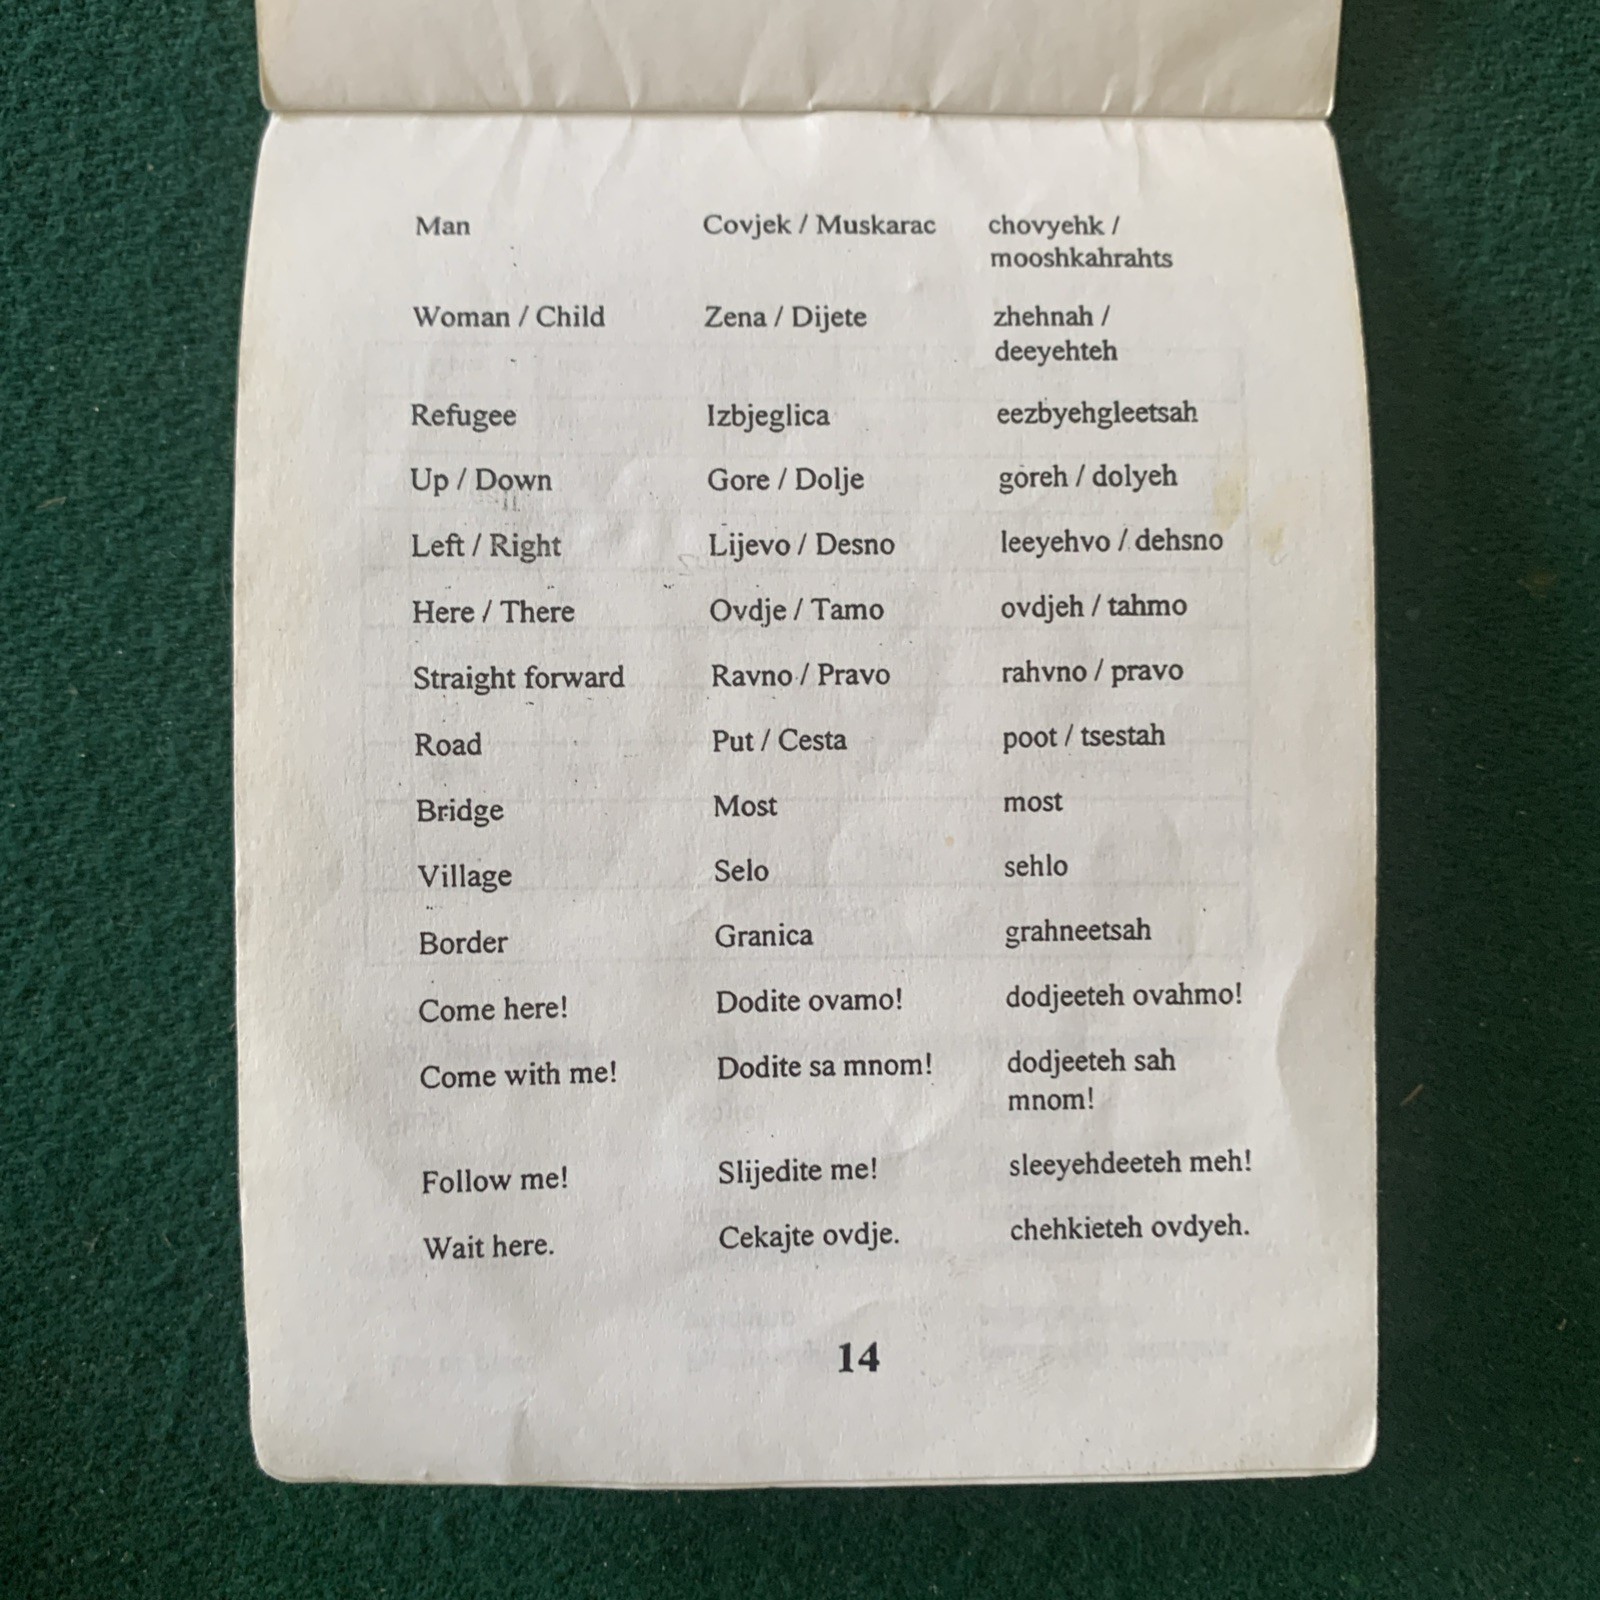 Man Covjek / Muskarac chovyehk /
mooshkahrahts
Woman / Child Zena / Dijete zhehnah /
deeyehteh
Refugee Izbjeglica eezbyehgleetsah
Up / Down Gore / Dolje goreh / dolyeh
Left / Right Lijevo / Desno leeyehvo / dehsno
Here / There Ovdje / Tamo ovdjeh / tahmo
Straight forward Ravno / Pravo rahvno / pravo
Road Put / Cesta poot / tsestah
Bridge Most most
Village Selo sehlo
Border Granica grahneetsah
Come here! Dodite ovamo! dodjeeteh ovahmo!
Come with me! Dodite sa mnom! dodjeeteh sah
mnom!
Follow me! Slijedite me! sleeyehdeeteh meh!
Wait here. Cekajte ovdje. chehkieteh ovdyeh.
14